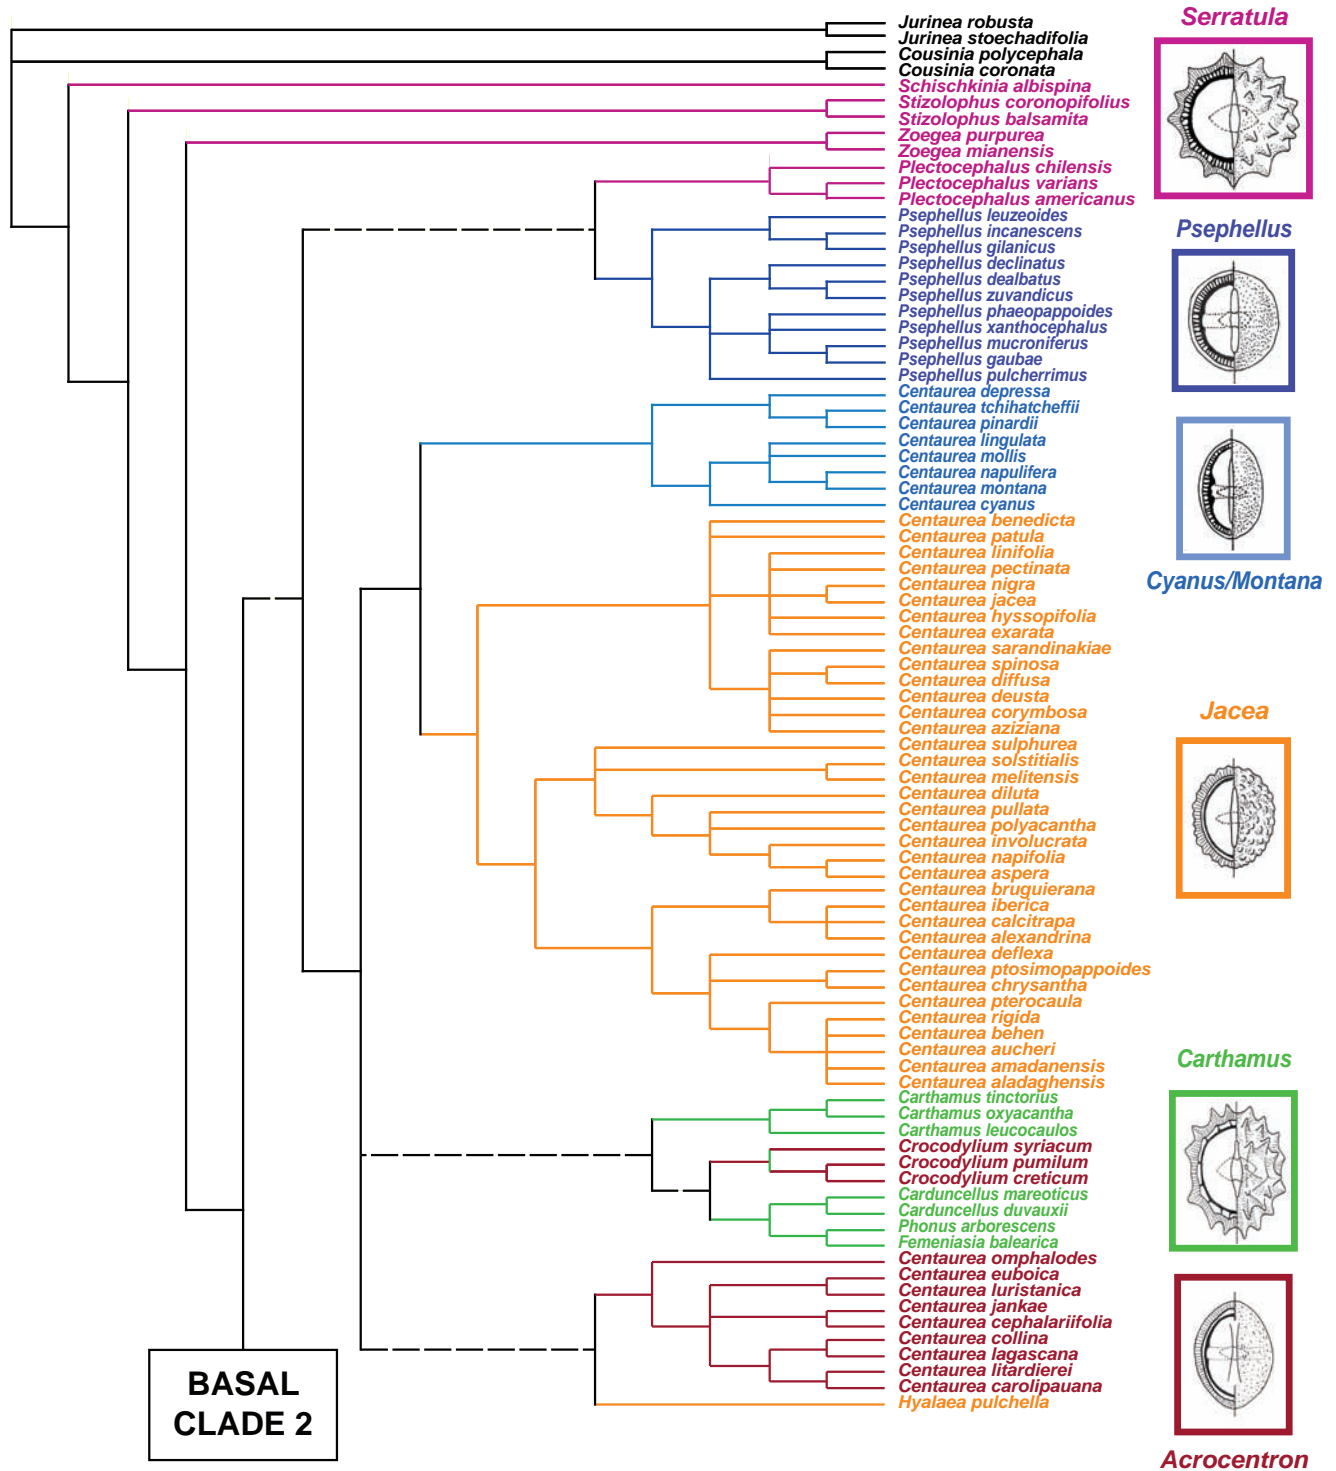 Jurinea robusta
Jurinea stoechadifolia
Cousinia polycephala
Cousinia coronata
Schischkinia albispina
Stizolophus coronopifolius
Stizolophus balsamita
Zoegea purpurea
Zoegea mianensis
Plectocephalus chilensis
Plectocephalus varians
Plectocephalus americanus
Psephellus leuzeoides
Psephellus incanescens
Psephellus gilanicus
Psephellus declinatus
Psephellus dealbatus
Psephellus zuvandicus
Psephellus phaeopappoides
Psephellus xanthocephalus
Psephellus mucroniferus
Psephellus gaubae
Psephellus pulcherrimus
Centaurea depressa
Centaurea tchihatcheffii
Centaurea pinardii
Centaurea lingulata
Centaurea mollis
Centaurea napulifera
Centaurea montana
Centaurea cyanus
Centaurea benedicta
Centaurea patula
Centaurea linifolia
Centaurea pectinata
Centaurea nigra
Centaurea jacea
Centaurea hyssopifolia
Centaurea exarata
Centaurea sarandinakiae
Centaurea spinosa
Centaurea diffusa
Centaurea deusta
Centaurea corymbosa
Centaurea aziziana
Centaurea sulphurea
Centaurea solstitialis
Centaurea melitensis
Centaurea diluta
Centaurea pullata
Centaurea polyacantha
Centaurea involucrata
Centaurea napifolia
Centaurea aspera
Centaurea bruguierana
Centaurea iberica
Centaurea calcitrapa
Centaurea alexandrina
Centaurea deflexa
Centaurea ptosimopappoides
Centaurea chrysantha
Centaurea pterocaula
Centaurea rigida
Centaurea behen
Centaurea aucheri
Centaurea amadanensis
Centaurea aladaghensis
Carthamus tinctorius
Carthamus oxyacantha
Carthamus leucocaulos
Crocodylium syriacum
Crocodylium pumilum
Crocodylium creticum
Carduncellus mareoticus
Carduncellus duvauxii
Phonus arborescens
Femeniasia balearica
Centaurea omphalodes
Centaurea euboica
Centaurea luristanica
Centaurea jankae
Centaurea cephalariifolia
Centaurea collina
Centaurea lagascana
Centaurea litardierei
Centaurea carolipauana
Hyalaea pulchella
BASAL
CLADE 2
Serratula
Psephellus
Cyanus/Montana
Jacea
Carthamus
Acrocentron